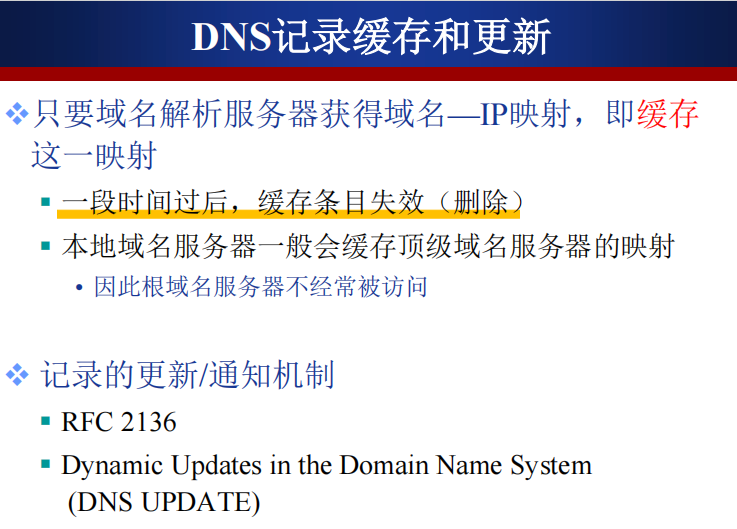 DNS记录缓存和更新
只要域名解析服务器获得域名—IP映射，即缓存
这一映射
一段时间过后，缓存条目失效（删除）
本地域名服务器一般会缓存顶级域名服务器的映射
因此根域名服务器不经常被访问
记录的更新/通知机制
RFC 2136
Dynamic Updates in the Domain Name System
(DNS UPDATE)